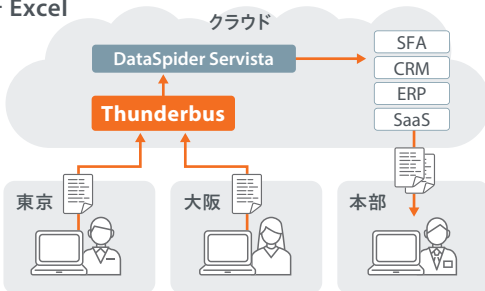 Excel
クラウド
DataSpider Servista
Thunderbus
SFA
CRM
ERP
SaaS
東京
大阪
本部